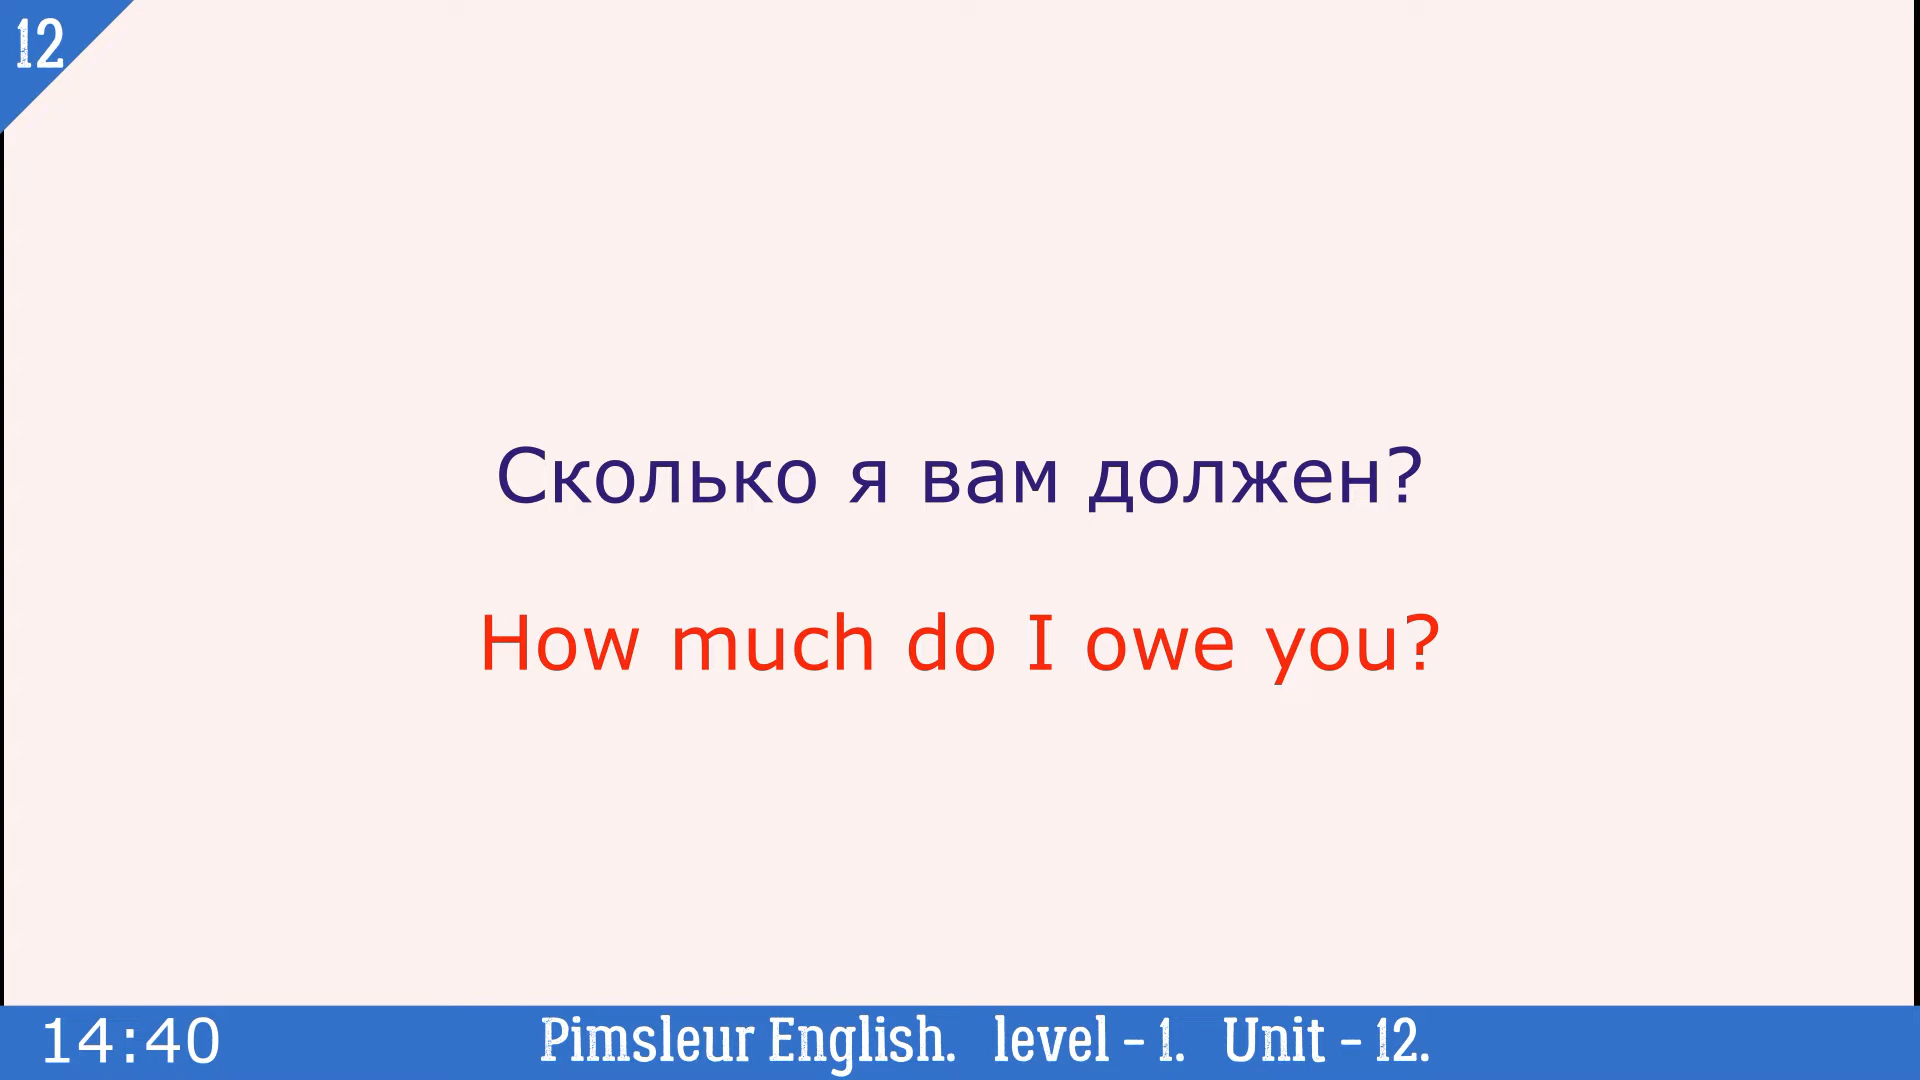 12
Сколько я вам должен?
How much do I owe you?
14:40
Pimsleur English. level - 1. Unit - 12.